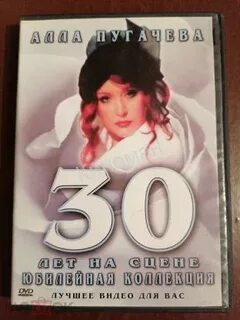 АЛЛА ПУГАЧЕВА
30
ЛЕТ НА СЦЕНЕ
ЮБИЛЕЙНАЯ КОЛЛЕКЦИЯ
DVD
ЛУЧШЕЕ ВИДЕО ДЛЯ ВАС